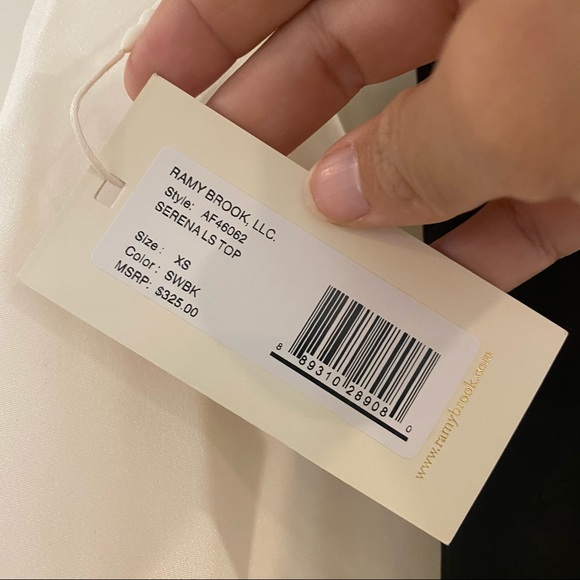 RAMY BROOK, LLC.
Style: AF46062
SERENA LS TOP
Size: XS
Color: SWBK
MSRP: $325.00
8 89310 28908 0
www.ramybrook.com